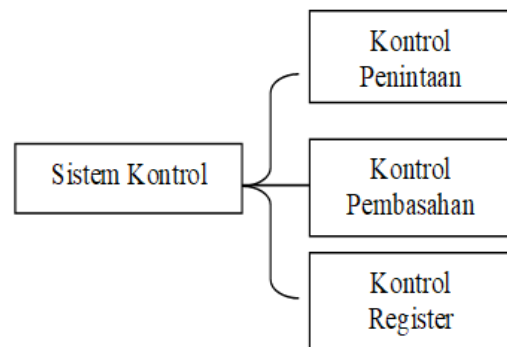 Kontrol
Penintaan
Sistem Kontrol
Kontrol
Pembasahan
Kontrol
Register